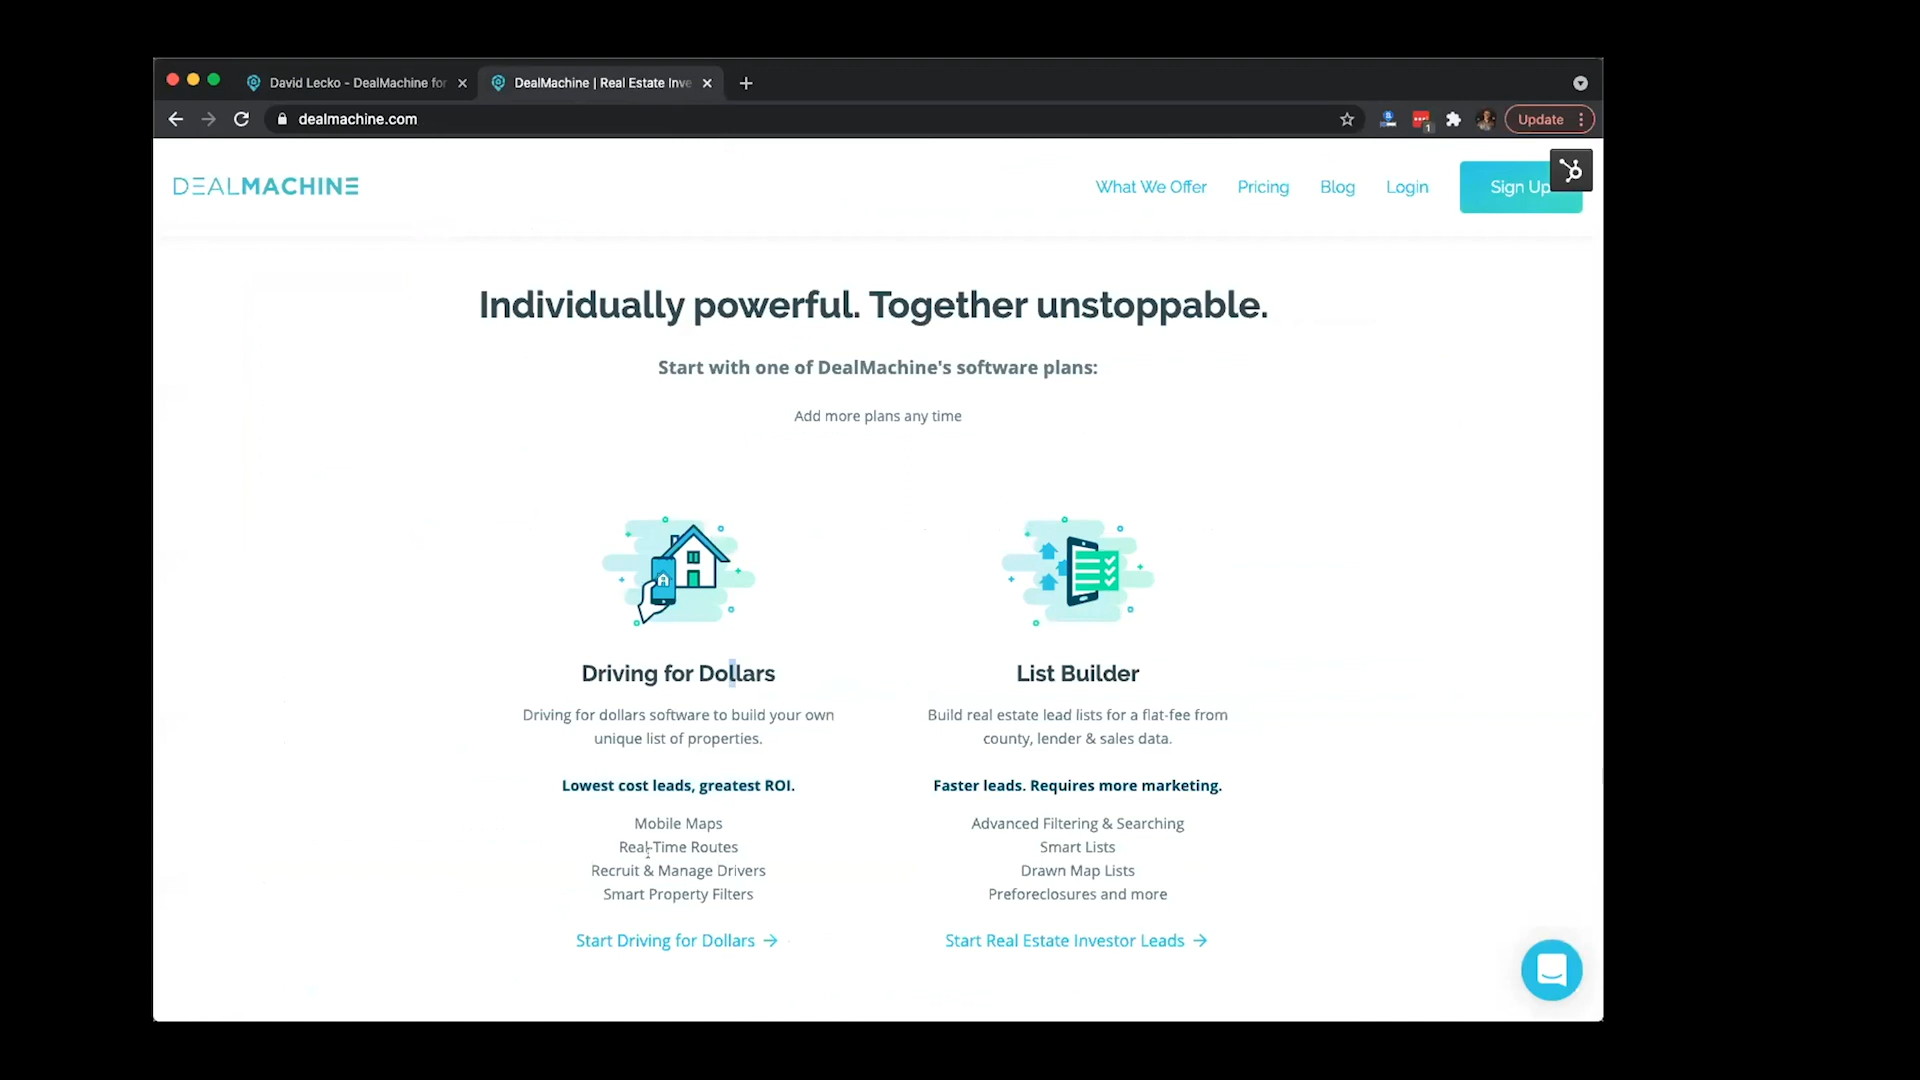 David Lecko - DealMachine for
DealMachine | Real Estate Inve
dealmachine.com
1
Update
DEALMACHINE
What We Offer
Pricing
Blog
Login
Sign Up
Individually powerful. Together unstoppable.
Start with one of DealMachine's software plans:
Add more plans any time
Driving for Dollars
Driving for dollars software to build your own
unique list of properties.
Lowest cost leads, greatest ROI.
Mobile Maps
Real-Time Routes
Recruit & Manage Drivers
Smart Property Filters
Start Driving for Dollars
List Builder
Build real estate lead lists for a flat-fee from
county, lender & sales data.
Faster leads. Requires more marketing.
Advanced Filtering & Searching
Smart Lists
Drawn Map Lists
Preforeclosures and more
Start Real Estate Investor Leads